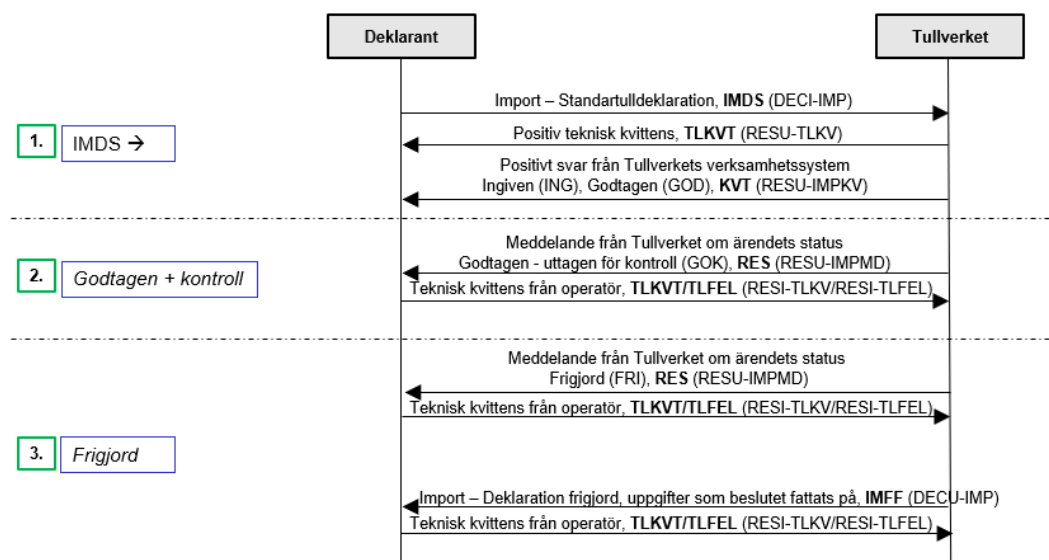 Deklarant
Tullverket
Import – Standartulldeklaration, IMDS (DECI-IMP)
1.
IMDS →
Positiv teknisk kvittens, TLKVT (RESU-TLKV)
Positivt svar från Tullverkets verksamhetssystem
Ingiven (ING), Godtagen (GOD), KVT (RESU-IMPKV)
2.
Godtagen + kontroll
Meddelande från Tullverket om ärendets status
Godtagen - uttagen för kontroll (GOK), RES (RESU-IMPMD)
Teknisk kvittens från operatör, TLKVT/TLFEL (RESI-TLKV/RESI-TLFEL)
Meddelande från Tullverket om ärendets status
Frigjord (FRI), RES (RESU-IMPMD)
Teknisk kvittens från operatör, TLKVT/TLFEL (RESI-TLKV/RESI-TLFEL)
3.
Frigjord
Import – Deklaration frigjord, uppgifter som beslutet fattats på, IMFF (DECU-IMP)
Teknisk kvittens från operatör, TLKVT/TLFEL (RESI-TLKV/RESI-TLFEL)